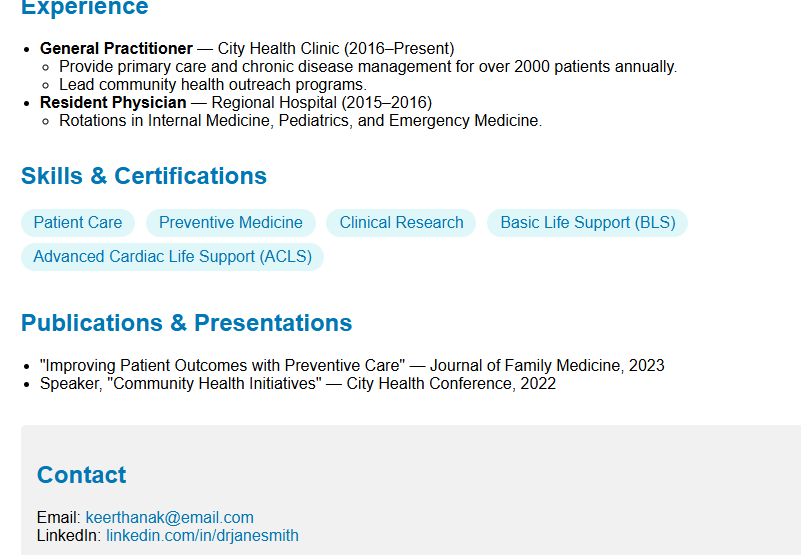 Experience
General Practitioner — City Health Clinic (2016–Present)
Provide primary care and chronic disease management for over 2000 patients annually.
Lead community health outreach programs.
Resident Physician — Regional Hospital (2015–2016)
Rotations in Internal Medicine, Pediatrics, and Emergency Medicine.
Skills & Certifications
Patient Care Preventive Medicine Clinical Research Basic Life Support (BLS)
Advanced Cardiac Life Support (ACLS)
Publications & Presentations
"Improving Patient Outcomes with Preventive Care" — Journal of Family Medicine, 2023
Speaker, "Community Health Initiatives" — City Health Conference, 2022
Contact
Email: keerthanak@email.com
LinkedIn: linkedin.com/in/drjanesmith